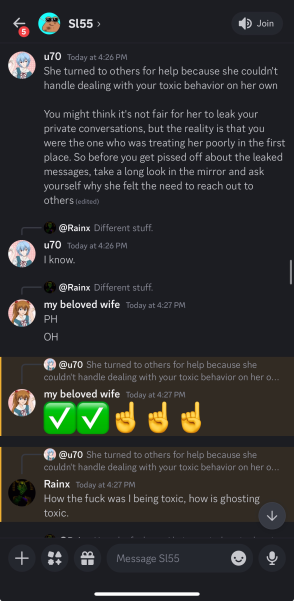 5
Sl55 ›
Join
u70 Today at 4:26 PM
She turned to others for help because she couldn't
handle dealing with your toxic behavior on her own
You might think it's not fair for her to leak your
private conversations, but the reality is that you
were the one who was treating her poorly in the first
place. So before you get pissed off about the leaked
messages, take a long look in the mirror and ask
yourself why she felt the need to reach out to
others (edited)
@Rainx Different stuff.
u70 Today at 4:26 PM
I know.
@Rainx Different stuff.
my beloved wife Today at 4:27 PM
PH
OH
@u70 She turned to others for help because she
couldn't handle dealing with your toxic behavior on her o...
my beloved wife Today at 4:27 PM
✅✅☝☝☝
@u70 She turned to others for help because she
couldn't handle dealing with your toxic behavior on her o...
Rainx Today at 4:27 PM
How the fuck was I being toxic, how is ghosting
toxic.
Message Sl55